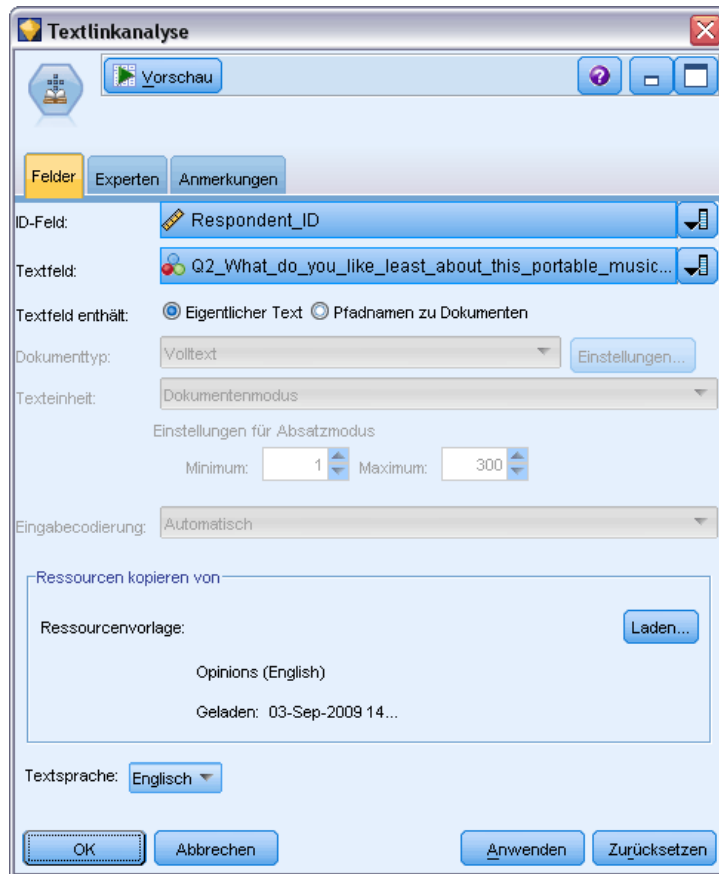 Textlinkanalyse
Vorschau
Felder Experten Anmerkungen
ID-Feld: Respondent_ID
Textfeld: Q2_What_do_you_like_least_about_this_portable_music...
Textfeld enthält: Eigentlicher Text Pfadnamen zu Dokumenten
Dokumenttyp: Volltext Einstellungen...
Texteinheit: Dokumentenmodus
Einstellungen für Absatzmodus
Minimum: 1 Maximum: 300
Eingabecodierung: Automatisch
Ressourcen kopieren von
Ressourcenvorlage: Laden...
Opinions (English)
Geladen: 03-Sep-2009 14...
Textsprache: Englisch
OK Abbrechen Anwenden Zurücksetzen